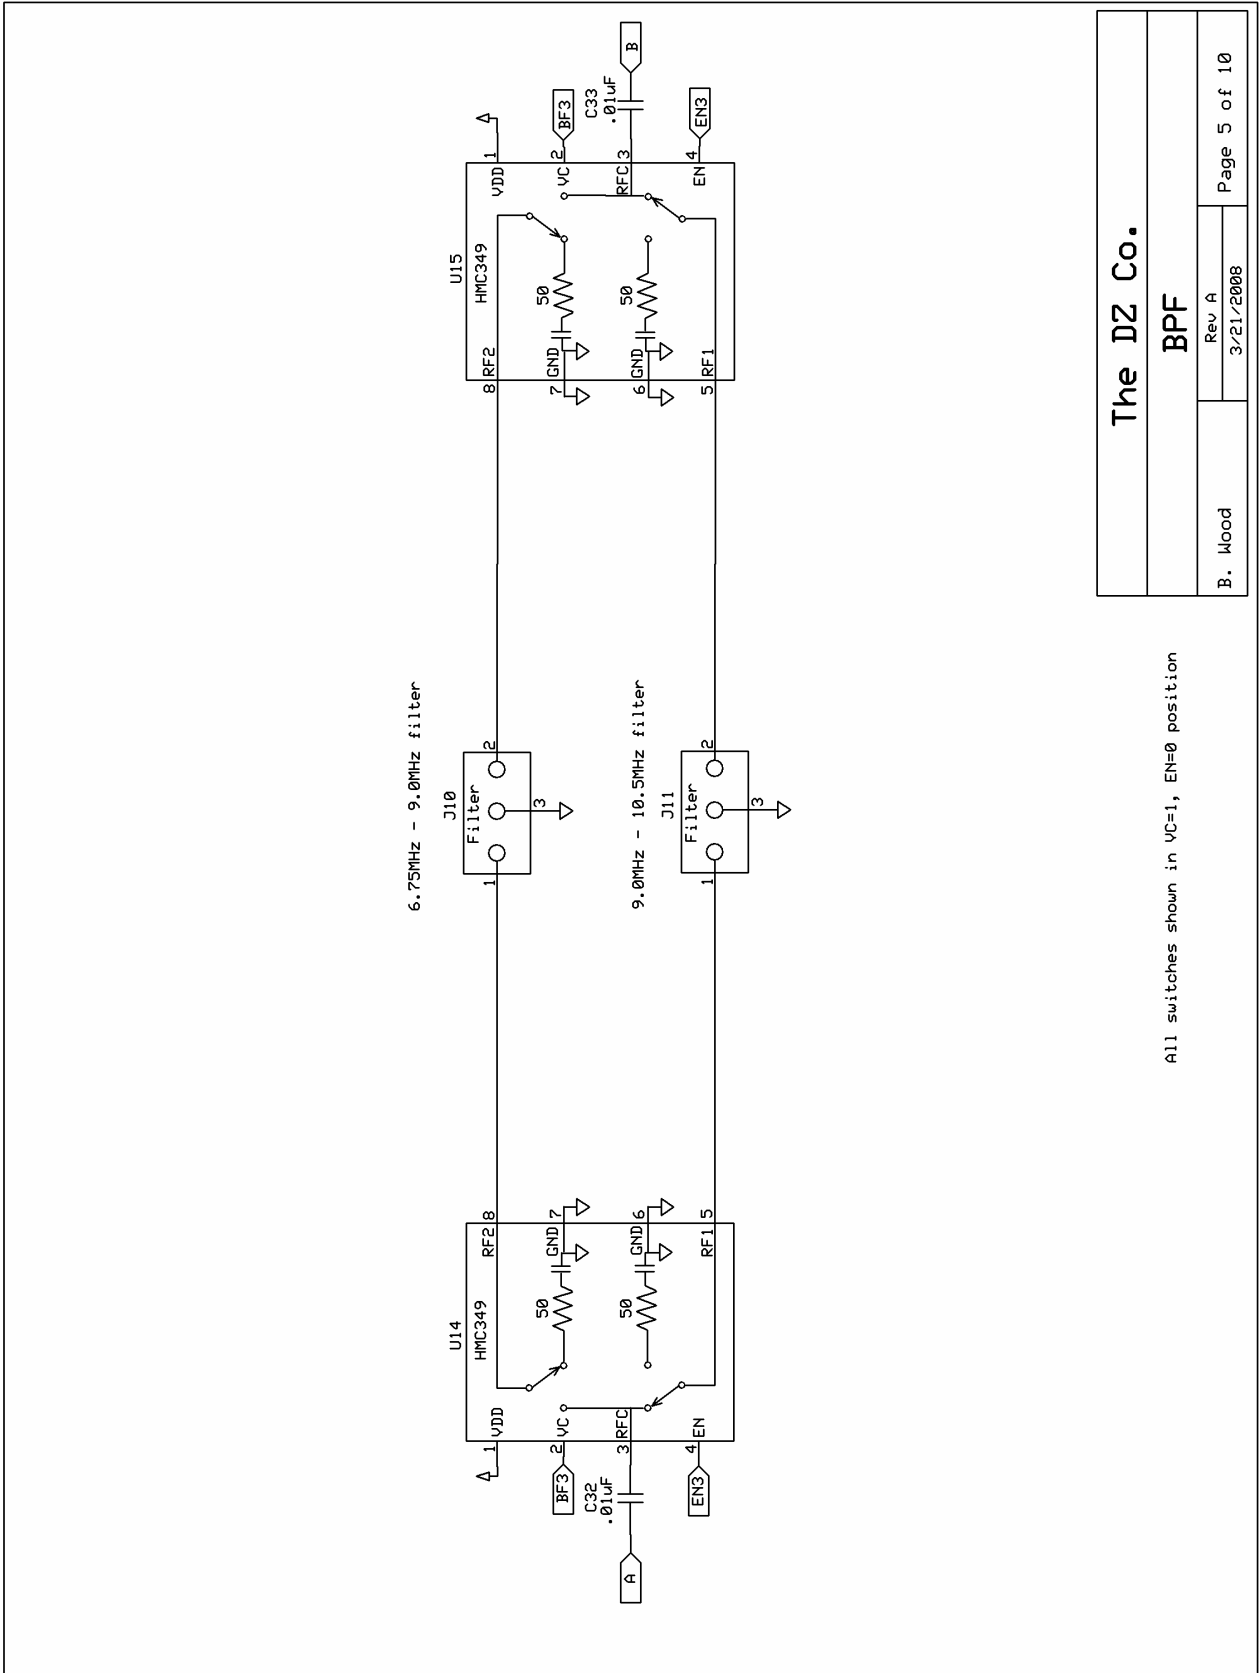 6.75MHz - 9.0MHz filter
U14
HMC349
1 VDD
RF2 8
BF3
2 VC
50
GND 7
C32
.01uF
A
3 RFC
50
GND 6
EN3
4 EN
RF1 5
J10
Filter
1
2
3
9.0MHz - 10.5MHz filter
J11
Filter
1
2
3
U15
HMC349
8 RF2
VDD 1
7 GND
50
VC 2
BF3
C33
.01uF
6 GND
50
RFC 3
B
5 RF1
EN 4
EN3
All switches shown in VC=1, EN=0 position
The DZ Co.
BPF
B. Wood
Rev A
3/21/2008
Page 5 of 10